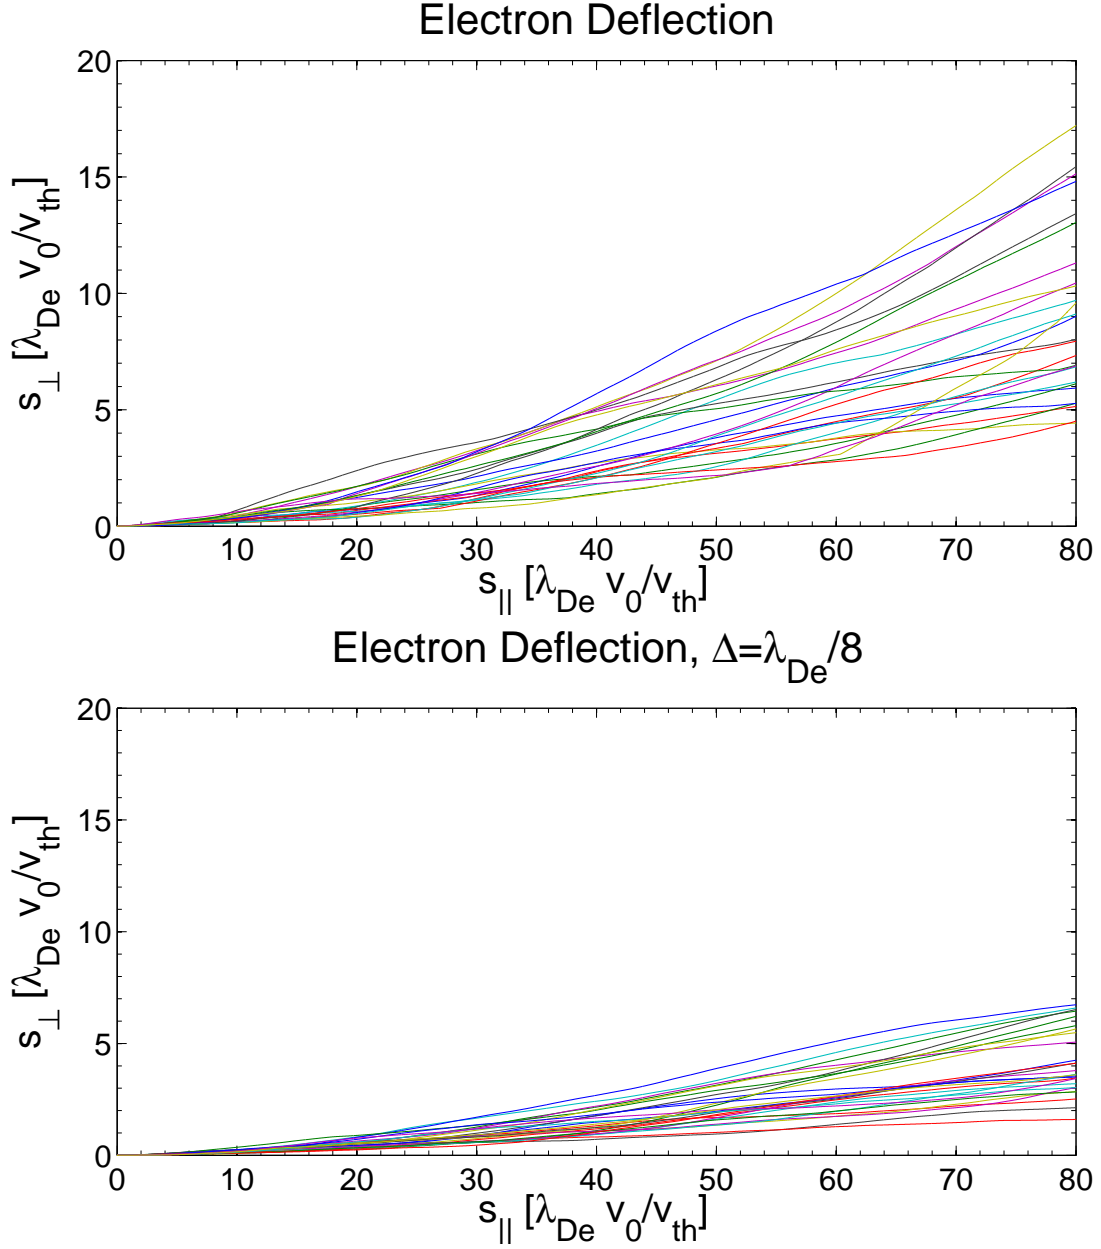 Electron Deflection
20
15
10
5
0
s⊥ [λDe v0/vth]
0 10 20 30 40 50 60 70 80
s|| [λDe v0/vth]
Electron Deflection, Δ=λDe/8
20
15
10
5
0
s⊥ [λDe v0/vth]
0 10 20 30 40 50 60 70 80
s|| [λDe v0/vth]